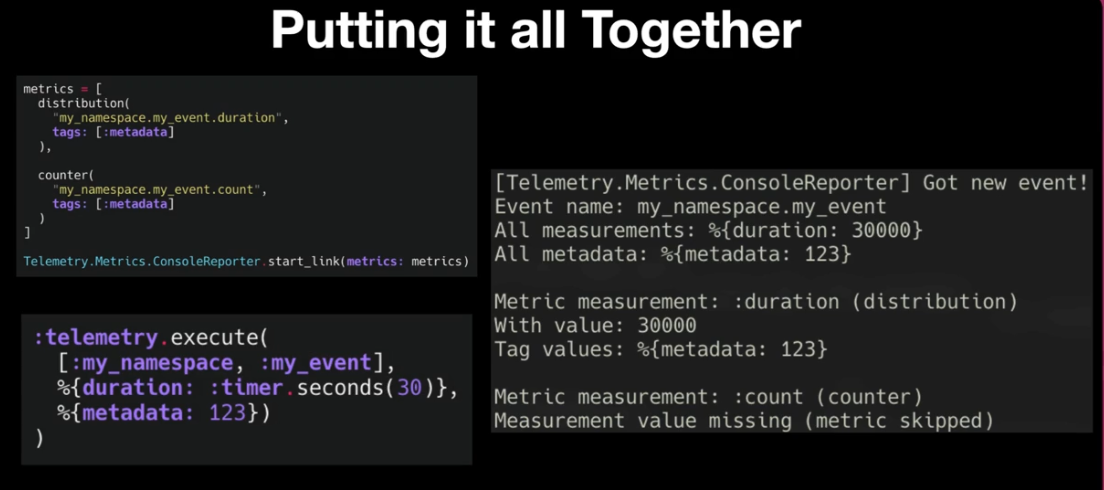 Putting it all Together
metrics = [
  distribution(
    "my_namespace.my_event.duration",
    tags: [:metadata]
  ),

  counter(
    "my_namespace.my_event.count",
    tags: [:metadata]
  )
]

Telemetry.Metrics.ConsoleReporter.start_link(metrics: metrics)
:telemetry.execute(
  [:my_namespace, :my_event],
  %{duration: :timer.seconds(30)},
  %{metadata: 123})
)
[Telemetry.Metrics.ConsoleReporter] Got new event!
Event name: my_namespace.my_event
All measurements: %{duration: 30000}
All metadata: %{metadata: 123}

Metric measurement: :duration (distribution)
With value: 30000
Tag values: %{metadata: 123}

Metric measurement: :count (counter)
Measurement value missing (metric skipped)